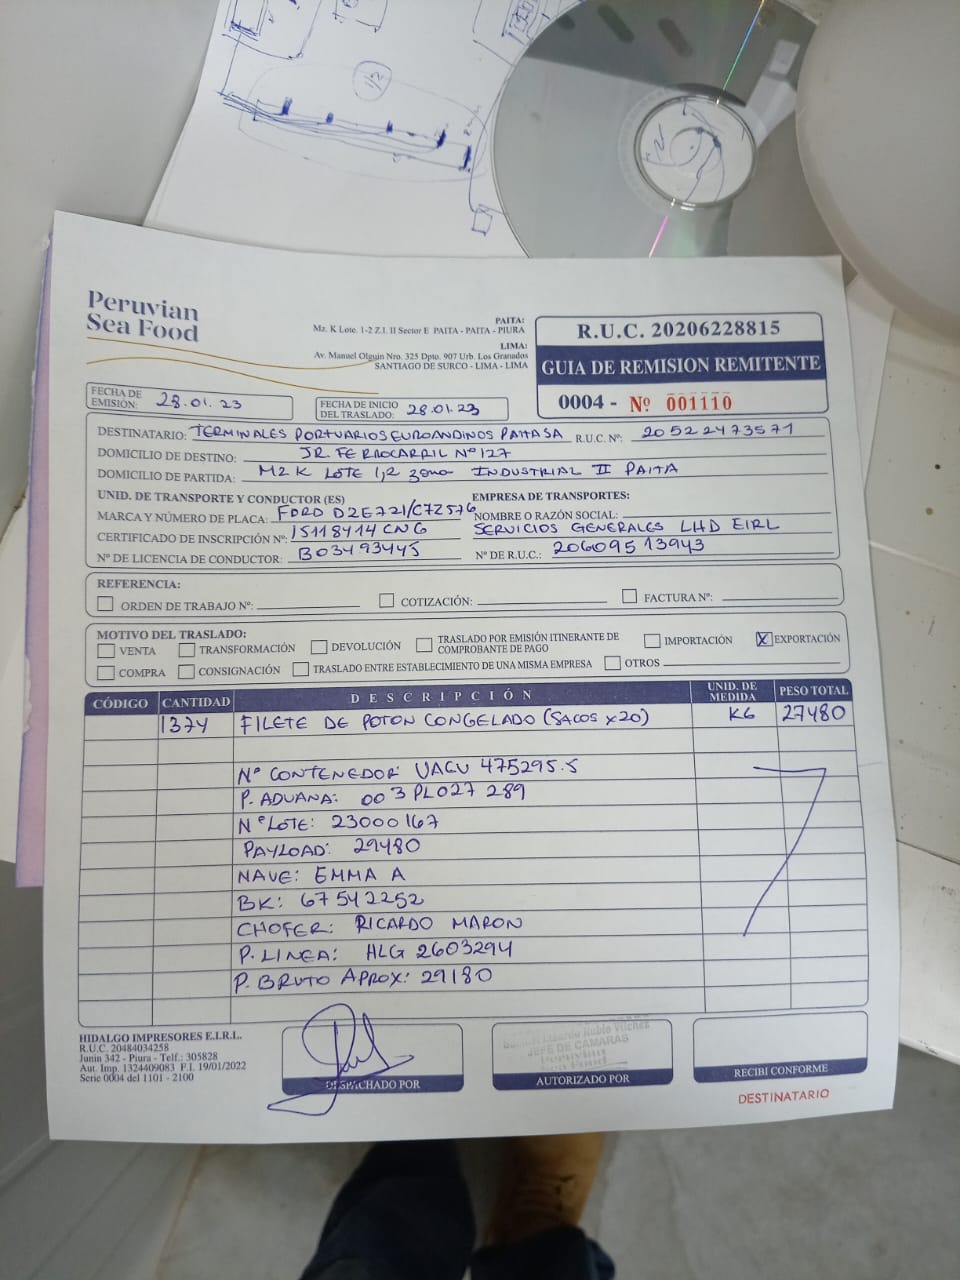 1/2
Peruvian
Sea Food
PAITA:
Mz. K Lote. 1-2 Z.I. II Sector E PAITA - PAITA - PIURA
LIMA:
Av. Manuel Olguin Nro. 325 Dpto. 907 Urb. Los Granados
SANTIAGO DE SURCO - LIMA - LIMA
R.U.C. 20206228815
GUIA DE REMISION REMITENTE
0004 - Nº 001110
FECHA DE EMISIÓN: 28.01.23
FECHA DE INICIO DEL TRASLADO: 28.01.23
DESTINATARIO: TERMINALES PORTUARIOS EUROANDINOS PAITA SA R.U.C. Nº: 20522473571
DOMICILIO DE DESTINO: JR. FERROCARRIL Nº 127
DOMICILIO DE PARTIDA: MZ K LOTE 1,2 zona INDUSTRIAL II PAITA
UNID. DE TRANSPORTE Y CONDUCTOR (ES)
MARCA Y NÚMERO DE PLACA: FORD D2E721/C7Z576
CERTIFICADO DE INSCRIPCIÓN Nº: 15118414 CNG
Nº DE LICENCIA DE CONDUCTOR: B03493445
EMPRESA DE TRANSPORTES:
NOMBRE O RAZÓN SOCIAL:
SERVICIOS GENERALES LHD EIRL
Nº DE R.U.C.: 20609513943
REFERENCIA:
ORDEN DE TRABAJO Nº: COTIZACIÓN: FACTURA Nº:
MOTIVO DEL TRASLADO:
VENTA TRANSFORMACIÓN DEVOLUCIÓN TRASLADO POR EMISIÓN ITINERANTE DE COMPROBANTE DE PAGO IMPORTACIÓN X EXPORTACIÓN
COMPRA CONSIGNACIÓN TRASLADO ENTRE ESTABLECIMIENTO DE UNA MISMA EMPRESA OTROS
CÓDIGO CANTIDAD DESCRIPCIÓN UNID. DE MEDIDA PESO TOTAL
1374 FILETE DE POTON CONGELADO (SACOS x20) KG 27480
Nº CONTENEDOR: UACU 475295.5
P. ADUANA: 003PL027 289
Nº LOTE: 23000167
PAYLOAD: 29480
NAVE: EMMA A
BK: 67542252
CHOFER: RICARDO MARON
P. LINEA: HLG 2603294
P. BRUTO APROX: 29180
HIDALGO IMPRESORES E.I.R.L.
R.U.C. 20484034258
Junín 342 - Piura - Telf.: 305828
Aut. Imp. 1324409083 F.I. 19/01/2022
Serie 0004 del 1101 - 2100
DESPACHADO POR
Rubio Vilchez
JEFE DE CAMARAS
Peruvian
Sea Food
AUTORIZADO POR
RECIBI CONFORME
DESTINATARIO